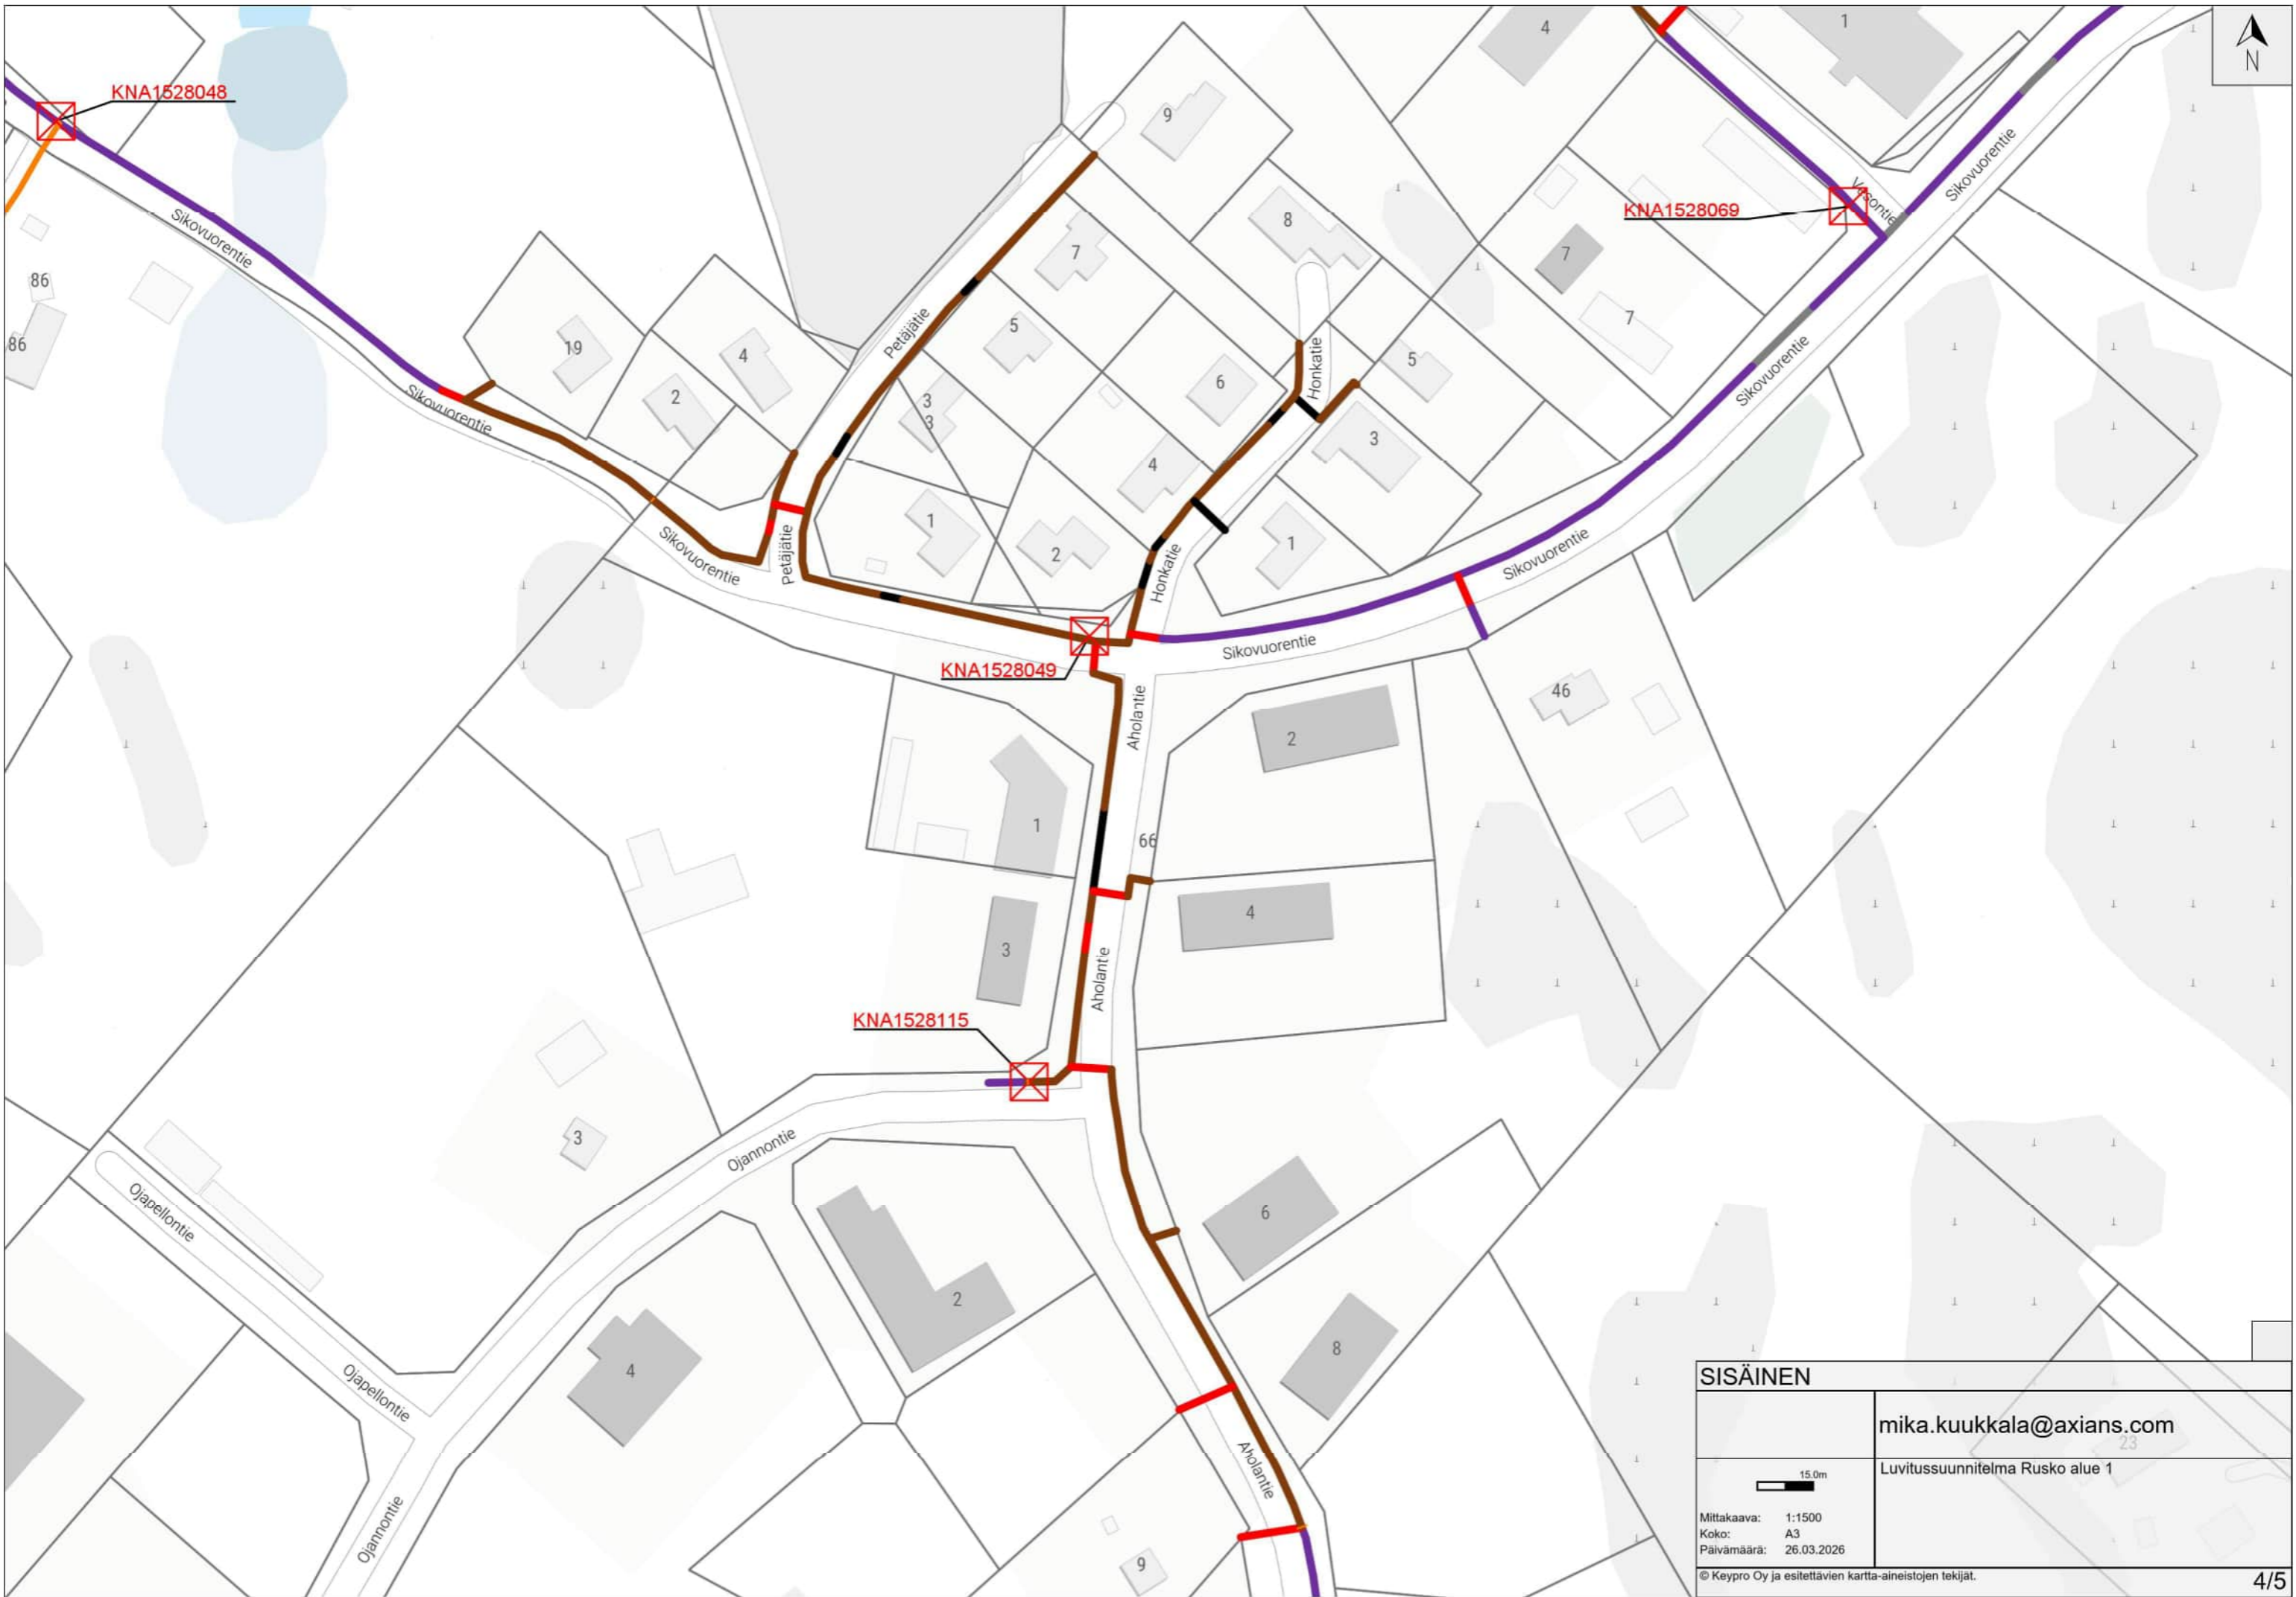 4
1
N
KNA1528048
9
Sikovuorentie
KNA1528069
Vesontie
8
Sikovuorentie
7
7
86
5
7
Petäjätie
86
19
4
Honkatie
5
Sikovuorentie
6
2
3
3
Sikovuorentie
3
4
1
2
1
Sikovuorentie
Petäjätie
Honkatie
Sikovuorentie
Sikovuorentie
KNA1528049
46
Aholantie
2
1
66
4
3
Aholantie
KNA1528115
3
Ojannontie
Ojapellontie
6
2
8
4
Ojapellontie
Aholantie
Ojannontie
9
SISÄINEN
mika.kuukkala@axians.com
23
15.0m
Luvitussuunnitelma Rusko alue 1
Mittakaava: 1:1500
Koko: A3
Päivämäärä: 26.03.2026
© Keypro Oy ja esitettävien kartta-aineistojen tekijät.
4/5